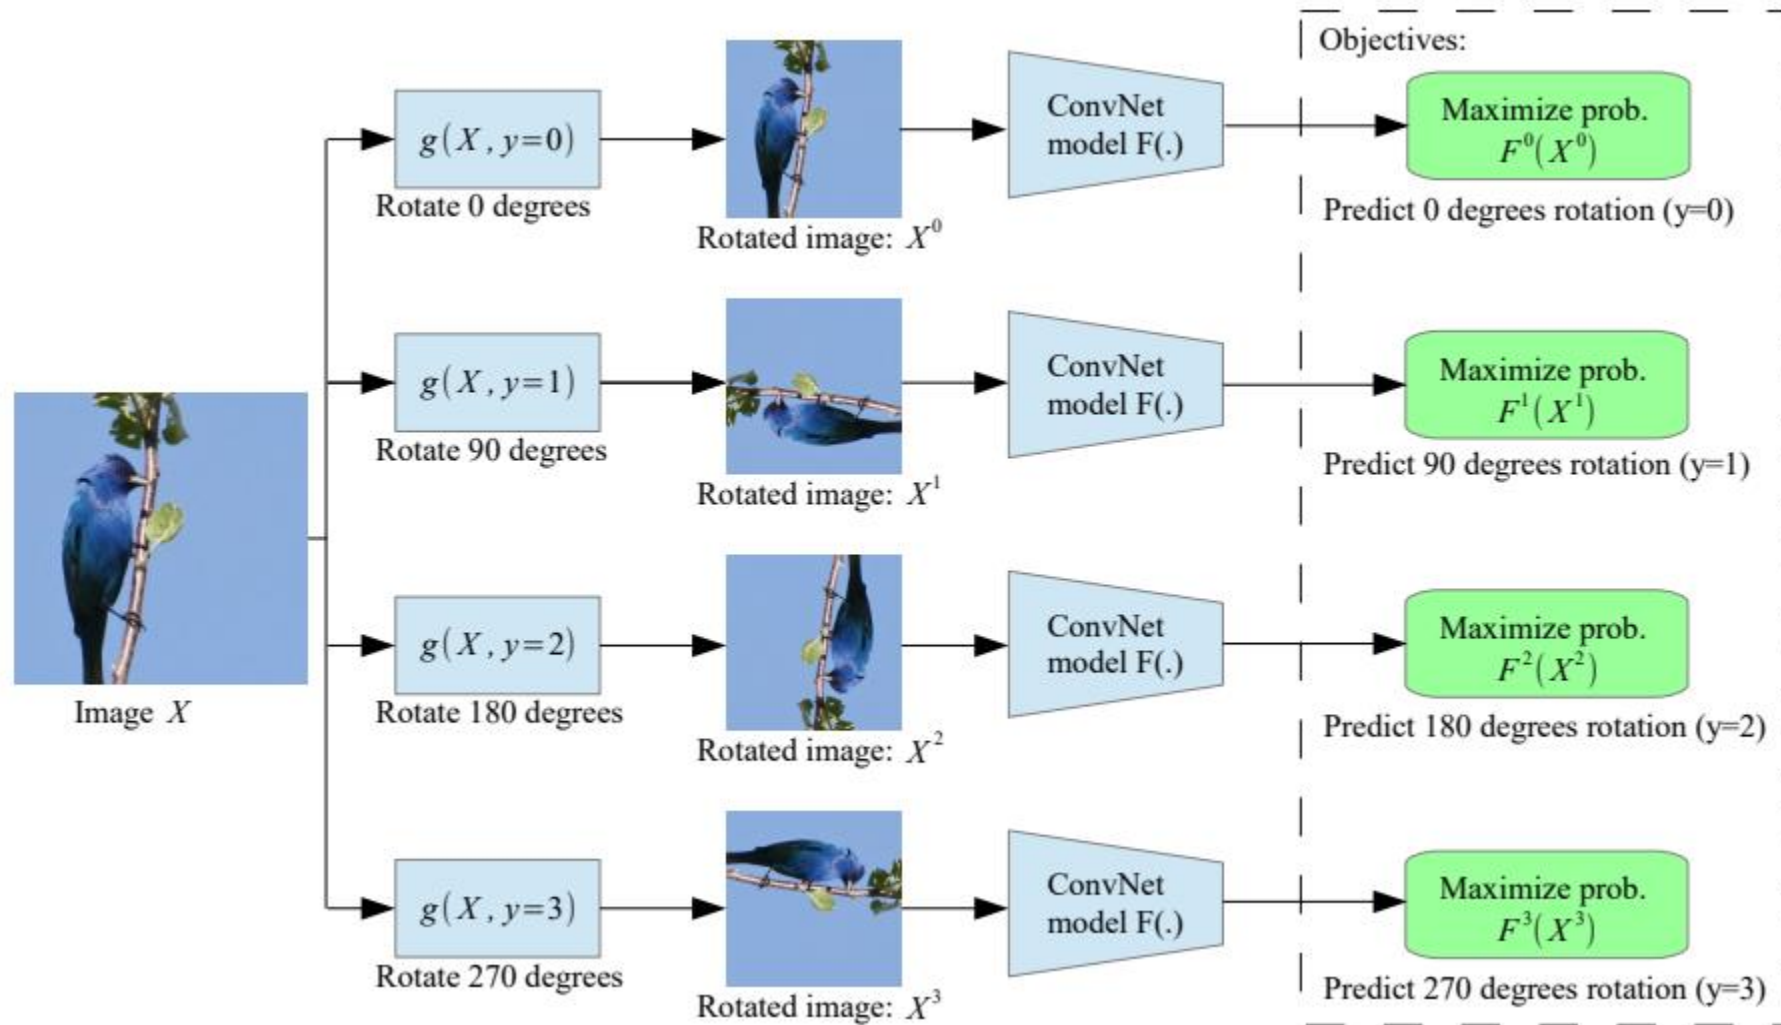 Objectives:
g(X, y=0)
Rotate 0 degrees
Rotated image: X⁰
ConvNet
model F(.)
Maximize prob.
F⁰(X⁰)
Predict 0 degrees rotation (y=0)
g(X, y=1)
Rotate 90 degrees
Rotated image: X¹
ConvNet
model F(.)
Maximize prob.
F¹(X¹)
Predict 90 degrees rotation (y=1)
Image X
g(X, y=2)
Rotate 180 degrees
Rotated image: X²
ConvNet
model F(.)
Maximize prob.
F²(X²)
Predict 180 degrees rotation (y=2)
g(X, y=3)
Rotate 270 degrees
Rotated image: X³
ConvNet
model F(.)
Maximize prob.
F³(X³)
Predict 270 degrees rotation (y=3)